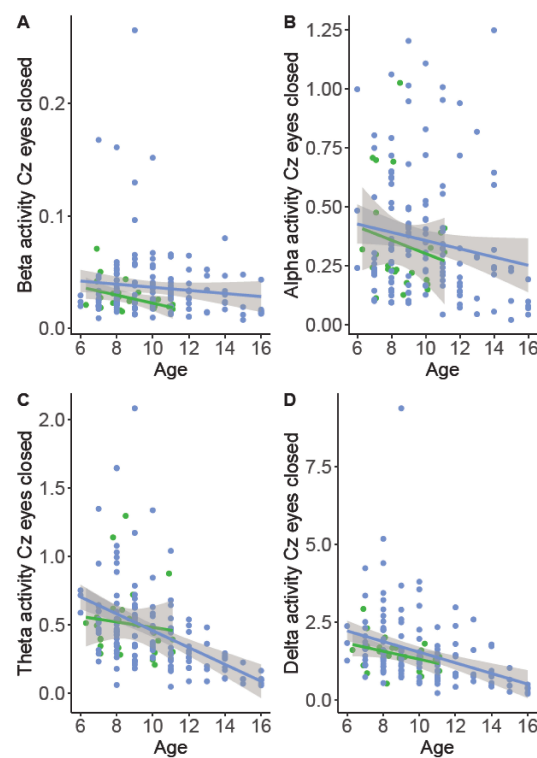 A
Beta activity Cz eyes closed
0.2
0.1
0.0
6 8 10 12 14 16
Age
B
Alpha activity Cz eyes closed
1.25
1.00
0.75
0.50
0.25
0.00
6 8 10 12 14 16
Age
C
Theta activity Cz eyes closed
2.0
1.5
1.0
0.5
0.0
6 8 10 12 14 16
Age
D
Delta activity Cz eyes closed
7.5
5.0
2.5
0.0
6 8 10 12 14 16
Age